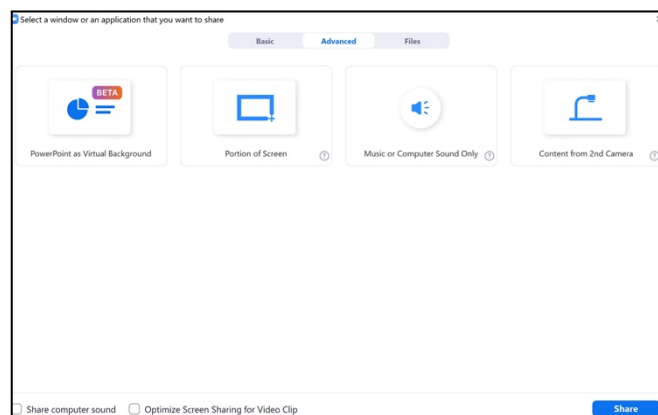 Select a window or an application that you want to share
Basic Advanced Files
BETA
PowerPoint as Virtual Background
Portion of Screen
Music or Computer Sound Only
Content from 2nd Camera
Share computer sound Optimize Screen Sharing for Video Clip Share